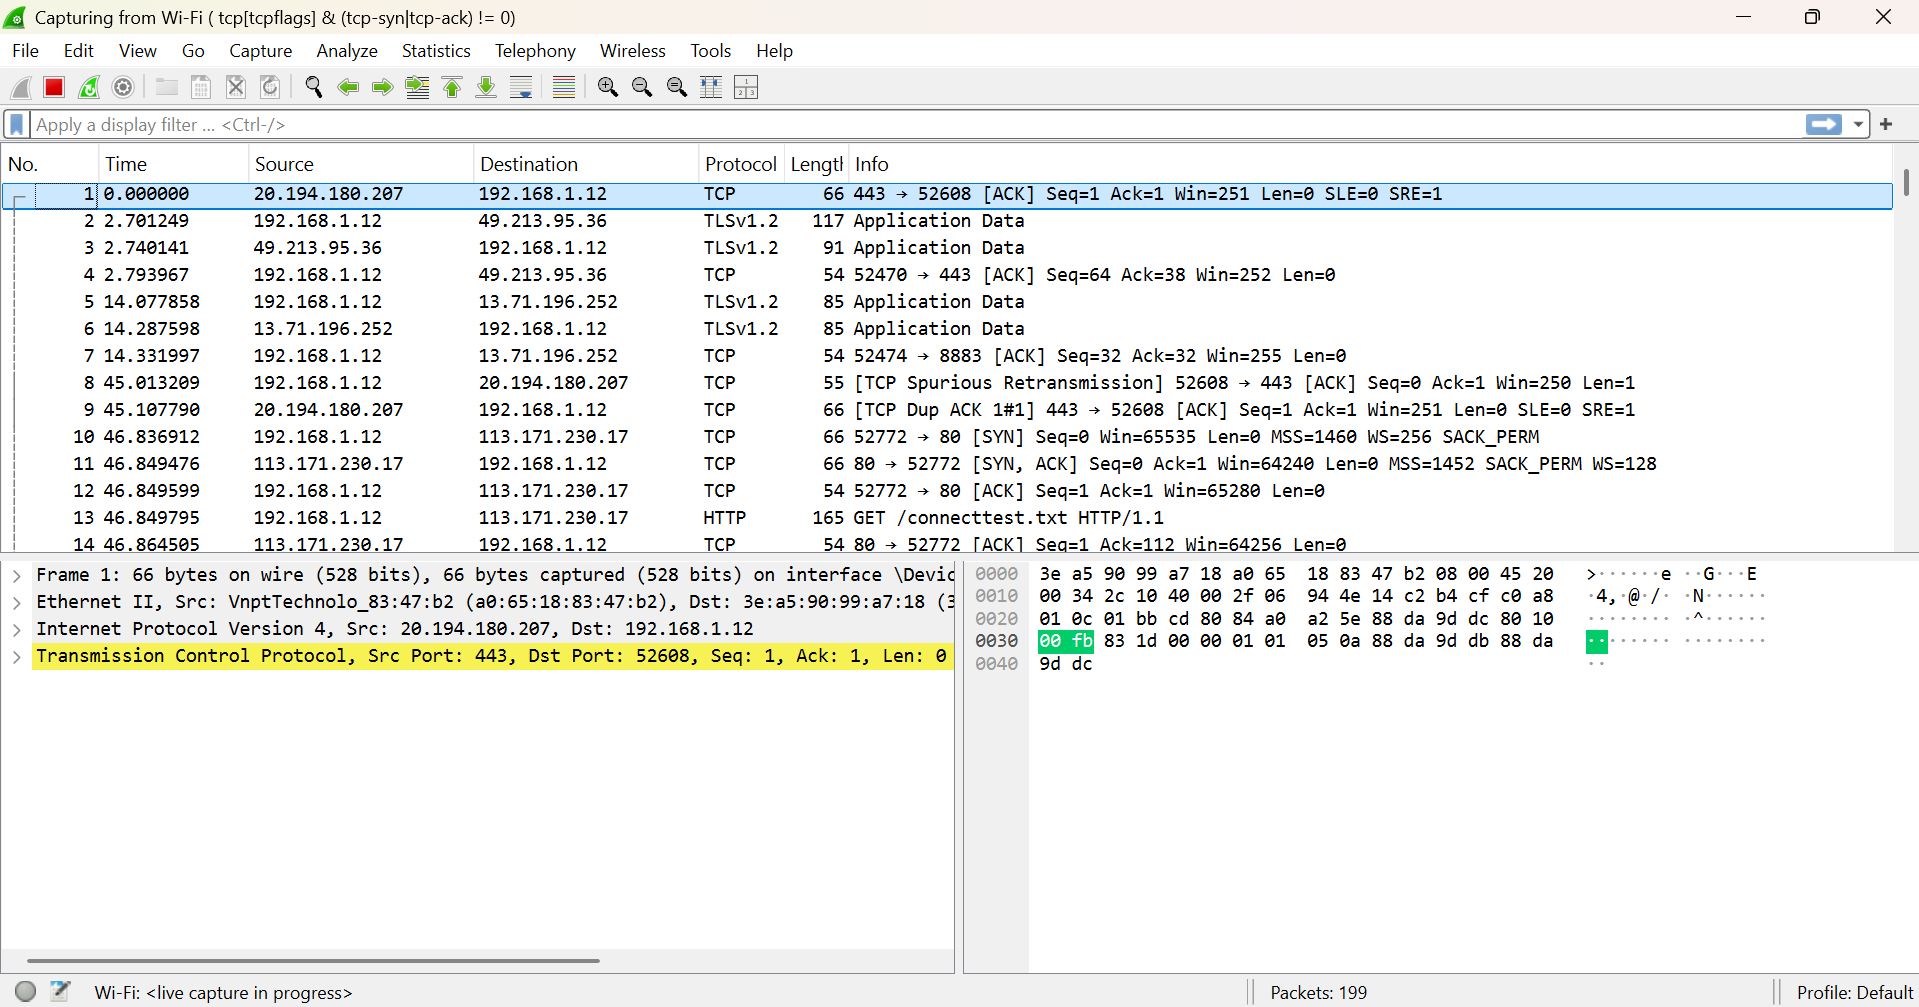 Capturing from Wi-Fi ( tcp[tcpflags] & (tcp-syn|tcp-ack) != 0)
File Edit View Go Capture Analyze Statistics Telephony Wireless Tools Help
Apply a display filter ... <Ctrl-/>
No. Time Source Destination Protocol Length Info
1 0.000000 20.194.180.207 192.168.1.12 TCP 66 443 → 52608 [ACK] Seq=1 Ack=1 Win=251 Len=0 SLE=0 SRE=1
2 2.701249 192.168.1.12 49.213.95.36 TLSv1.2 117 Application Data
3 2.740141 49.213.95.36 192.168.1.12 TLSv1.2 91 Application Data
4 2.793967 192.168.1.12 49.213.95.36 TCP 54 52470 → 443 [ACK] Seq=64 Ack=38 Win=252 Len=0
5 14.077858 192.168.1.12 13.71.196.252 TLSv1.2 85 Application Data
6 14.287598 13.71.196.252 192.168.1.12 TLSv1.2 85 Application Data
7 14.331997 192.168.1.12 13.71.196.252 TCP 54 52474 → 8883 [ACK] Seq=32 Ack=32 Win=255 Len=0
8 45.013209 192.168.1.12 20.194.180.207 TCP 55 [TCP Spurious Retransmission] 52608 → 443 [ACK] Seq=0 Ack=1 Win=250 Len=1
9 45.107790 20.194.180.207 192.168.1.12 TCP 66 [TCP Dup ACK 1#1] 443 → 52608 [ACK] Seq=1 Ack=1 Win=251 Len=0 SLE=0 SRE=1
10 46.836912 192.168.1.12 113.171.230.17 TCP 66 52772 → 80 [SYN] Seq=0 Win=65535 Len=0 MSS=1460 WS=256 SACK_PERM
11 46.849476 113.171.230.17 192.168.1.12 TCP 66 80 → 52772 [SYN, ACK] Seq=0 Ack=1 Win=64240 Len=0 MSS=1452 SACK_PERM WS=128
12 46.849599 192.168.1.12 113.171.230.17 TCP 54 52772 → 80 [ACK] Seq=1 Ack=1 Win=65280 Len=0
13 46.849795 192.168.1.12 113.171.230.17 HTTP 165 GET /connecttest.txt HTTP/1.1
14 46.864505 113.171.230.17 192.168.1.12 TCP 54 80 → 52772 [ACK] Seq=1 Ack=112 Win=64256 Len=0
Frame 1: 66 bytes on wire (528 bits), 66 bytes captured (528 bits) on interface \Devic
Ethernet II, Src: VnptTechnolo_83:47:b2 (a0:65:18:83:47:b2), Dst: 3e:a5:90:99:a7:18 (3
Internet Protocol Version 4, Src: 20.194.180.207, Dst: 192.168.1.12
Transmission Control Protocol, Src Port: 443, Dst Port: 52608, Seq: 1, Ack: 1, Len: 0
0000 3e a5 90 99 a7 18 a0 65 18 83 47 b2 08 00 45 20 >······e ··G···E
0010 00 34 2c 10 40 00 2f 06 94 4e 14 c2 b4 cf c0 a8 ·4,·@·/· ·N······
0020 01 0c 01 bb cd 80 84 a0 a2 5e 88 da 9d dc 80 10 ········ ·^······
0030 00 fb 83 1d 00 00 01 01 05 0a 88 da 9d db 88 da ········ ········
0040 9d dc ··
Wi-Fi: <live capture in progress> Packets: 199 Profile: Default